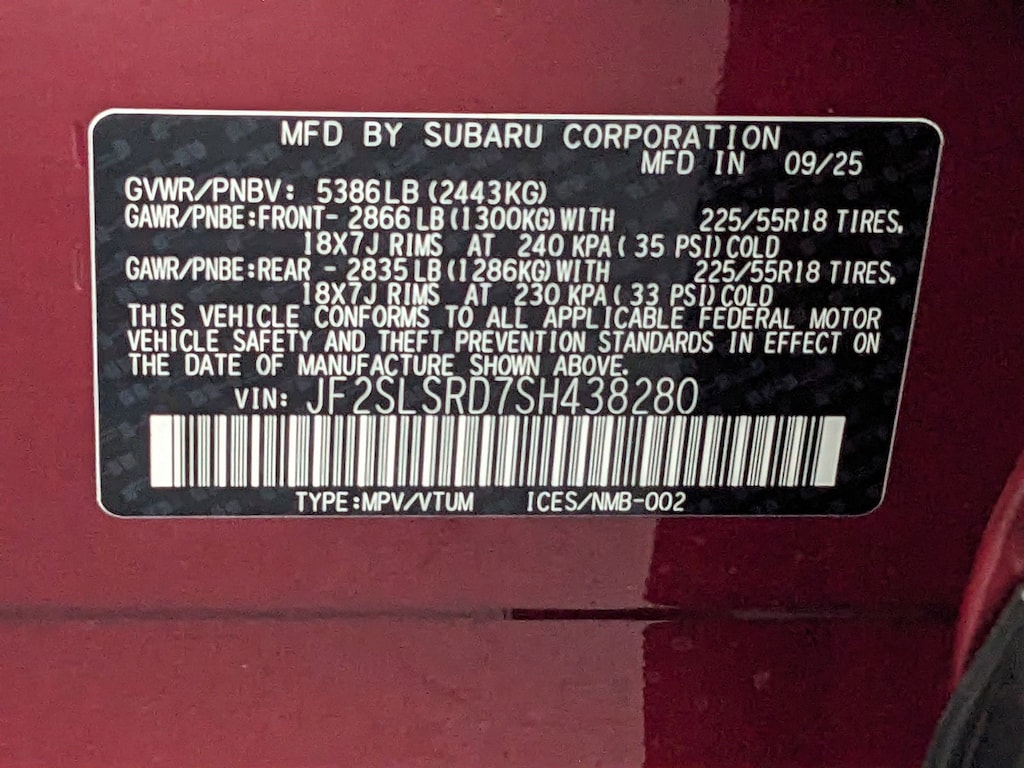 MFD BY SUBARU CORPORATION
MFD IN 09/25
GVWR/PNBV: 5386LB (2443KG)
GAWR/PNBE:FRONT- 2866 LB (1300KG) WITH 225/55R18 TIRES,
18X7J RIMS AT 240 KPA ( 35 PSI) COLD
GAWR/PNBE:REAR - 2835 LB (1286KG) WITH 225/55R18 TIRES,
18X7J RIMS AT 230 KPA ( 33 PSI) COLD
THIS VEHICLE CONFORMS TO ALL APPLICABLE FEDERAL MOTOR
VEHICLE SAFETY AND THEFT PREVENTION STANDARDS IN EFFECT ON
THE DATE OF MANUFACTURE SHOWN ABOVE.
VIN: JF2SLSRD7SH438280
TYPE:MPV/VTUM ICES/NMB-002